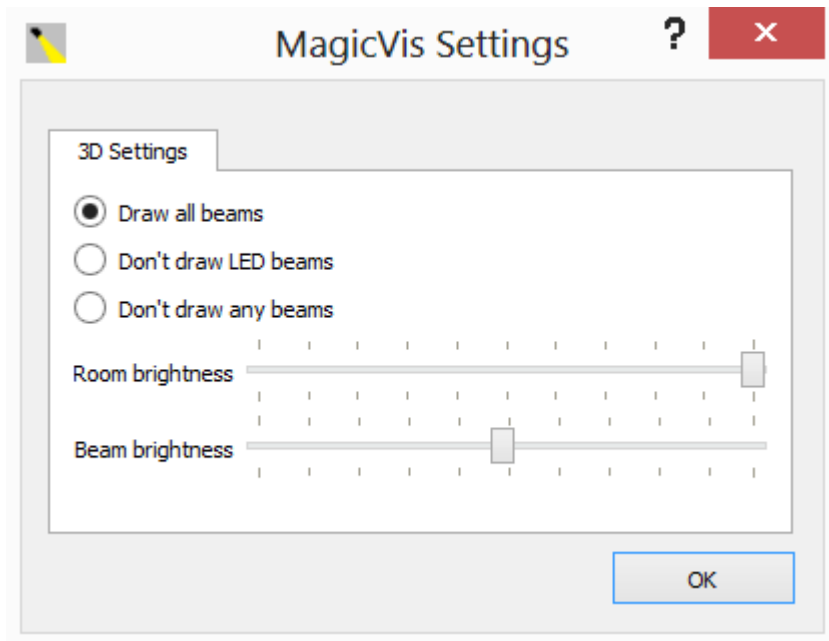 MagicVis Settings
3D Settings
Draw all beams
Don't draw LED beams
Don't draw any beams
Room brightness
Beam brightness
OK